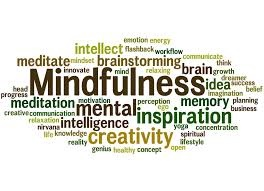 emotion energy
intellect flashback workflow
meditate mindset brainstorming communicate
innovate mind relaxing brain think
growth
Mindfulness dreamer
idea success
desire
imagination
head progress mental perception ego memory belief
meditation motivation planning
creative communication inspiration business
relaxation intelligence yoga concentration
nirvana
life knowledge creativity spiritual
reality lifestyle
genius healthy concept open